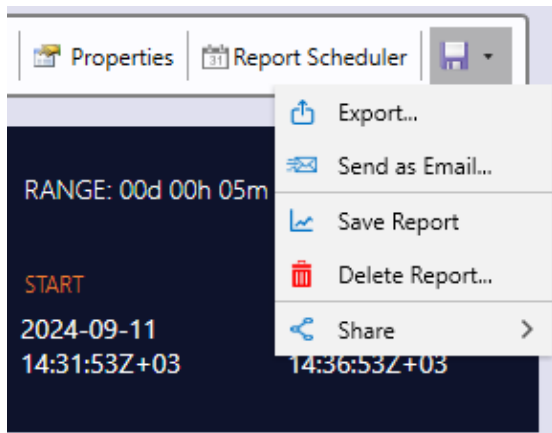 Properties
31
Report Scheduler
Export...
Send as Email...
RANGE: 00d 00h 05m
Save Report
START
Delete Report...
2024-09-11
Share
14:31:53Z+03
14:36:53Z+03